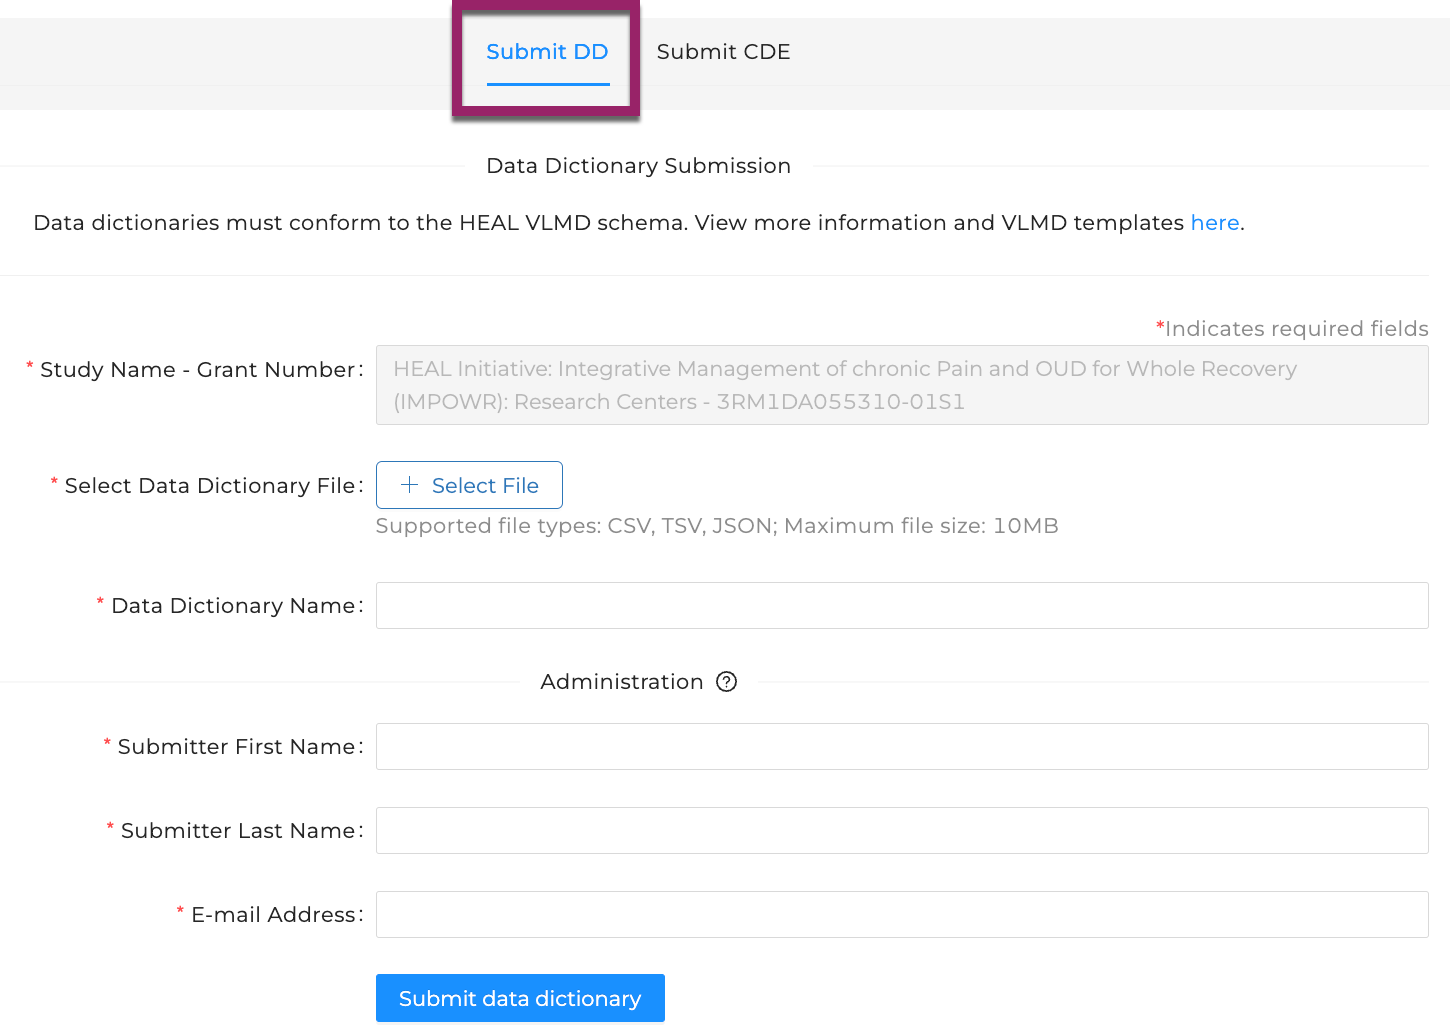 Submit DD Submit CDE
Data Dictionary Submission
Data dictionaries must conform to the HEAL VLMD schema. View more information and VLMD templates here.
*Indicates required fields
* Study Name - Grant Number: HEAL Initiative: Integrative Management of chronic Pain and OUD for Whole Recovery
(IMPOWR): Research Centers - 3RM1DA055310-01S1
* Select Data Dictionary File: + Select File
Supported file types: CSV, TSV, JSON; Maximum file size: 10MB
* Data Dictionary Name:
Administration ?
* Submitter First Name:
* Submitter Last Name:
* E-mail Address:
Submit data dictionary